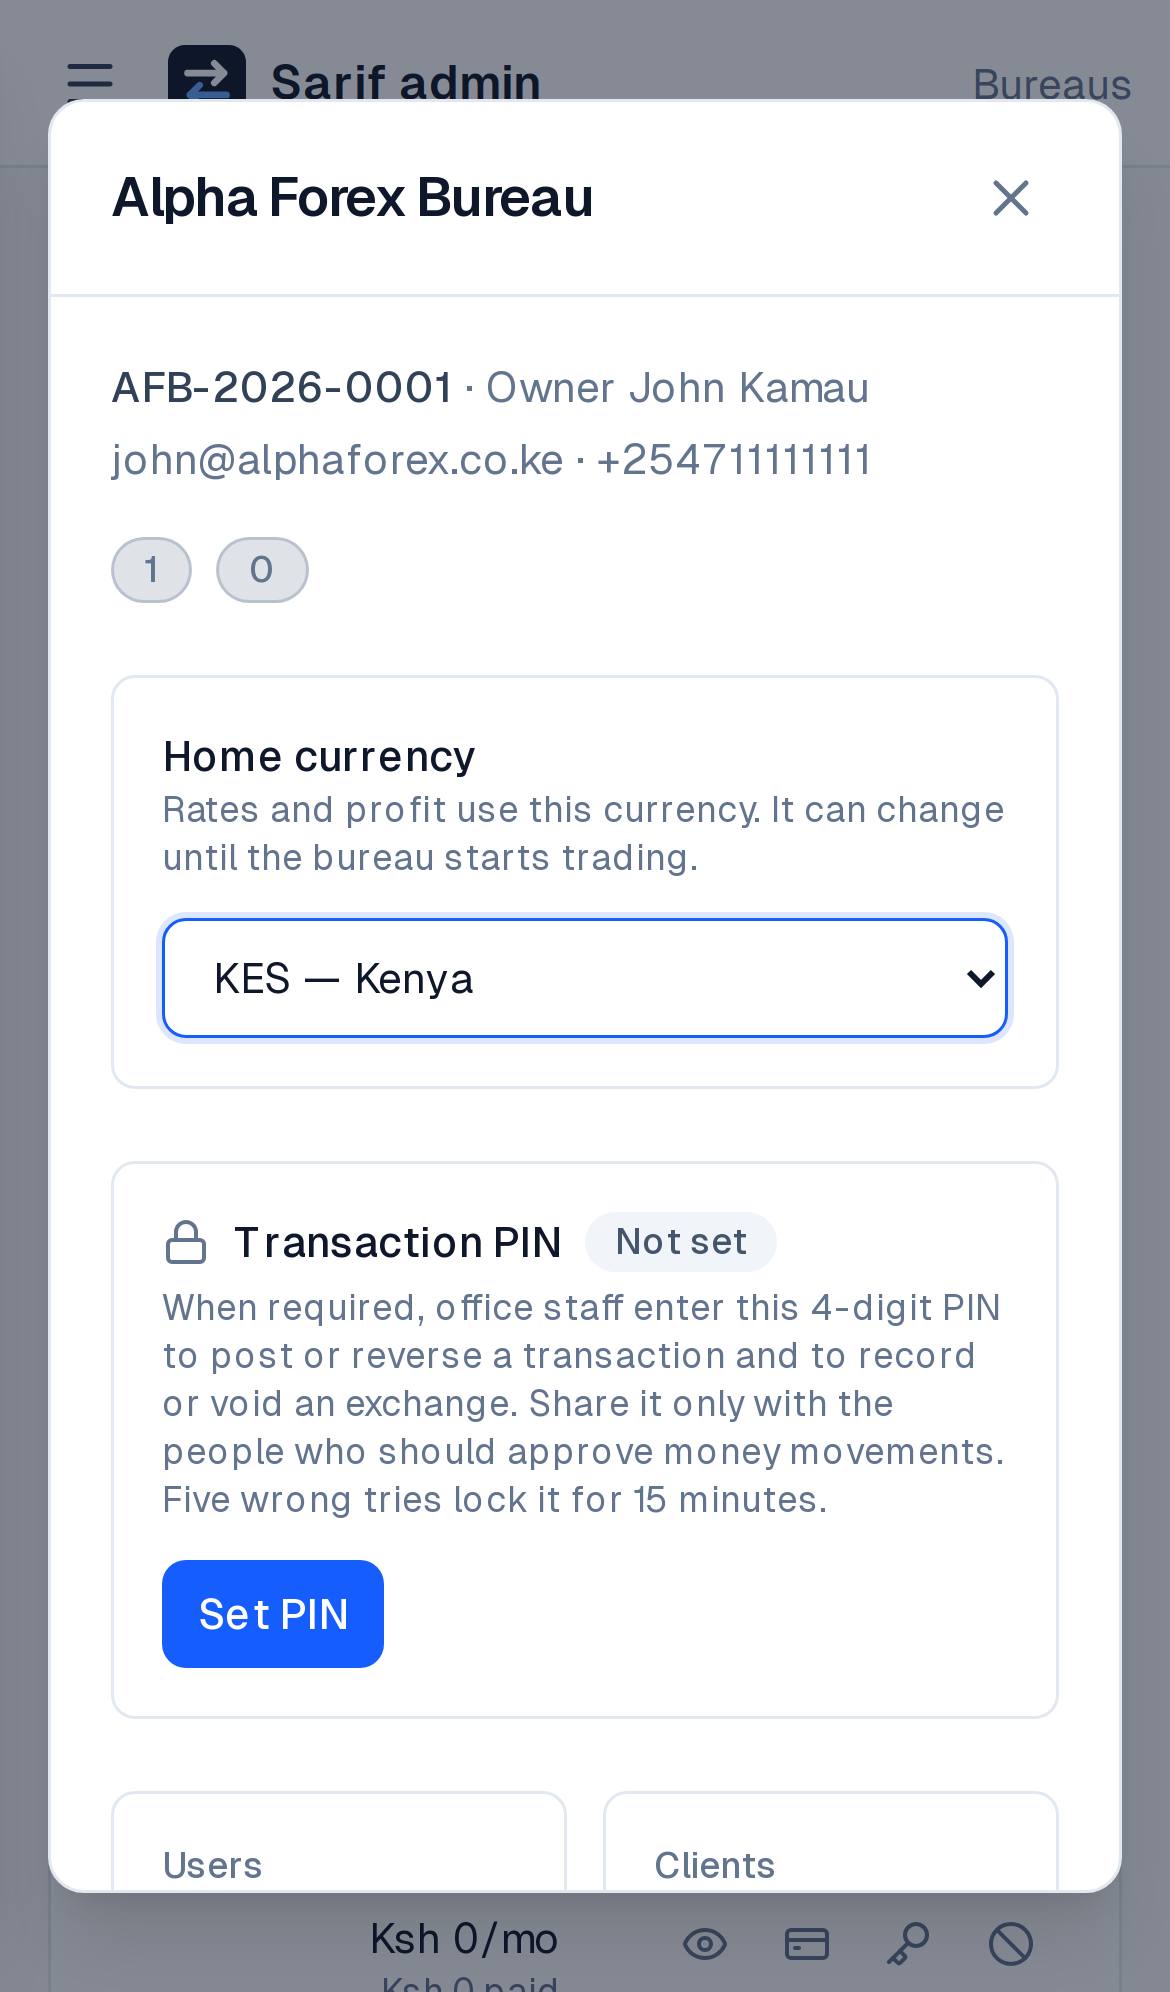 Sarif admin
Bureaus
Alpha Forex Bureau
AFB-2026-0001 · Owner John Kamau
john@alphaforex.co.ke · +254711111111
1 0
Home currency
Rates and profit use this currency. It can change
until the bureau starts trading.
KES — Kenya
Transaction PIN Not set
When required, office staff enter this 4-digit PIN
to post or reverse a transaction and to record
or void an exchange. Share it only with the
people who should approve money movements.
Five wrong tries lock it for 15 minutes.
Set PIN
Users Clients
Ksh 0/mo
Ksh 0 paid